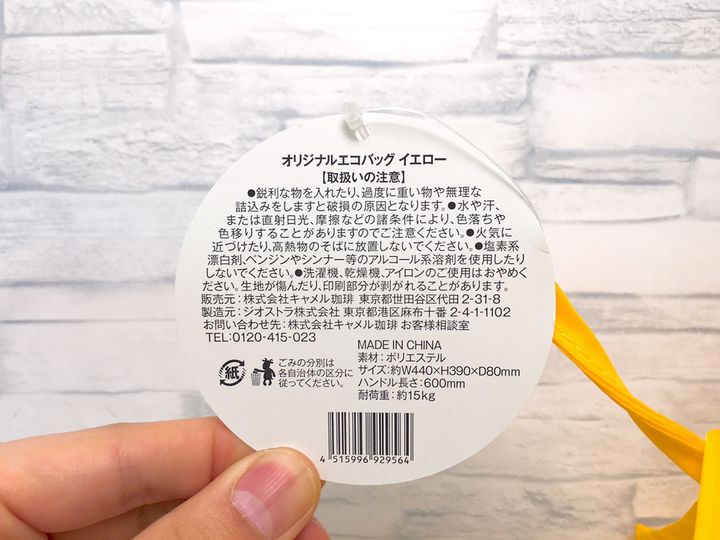 オリジナルエコバッグ イエロー
【取扱いの注意】
●鋭利な物を入れたり、過度に重い物や無理な
詰込みをしますと破損の原因となります。●水や汗、
または直射日光、摩擦などの諸条件により、色落ちや
色移りすることがありますのでご注意ください。●火気に
近づけたり、高熱物のそばに放置しないでください。●塩素系
漂白剤、ベンジンやシンナー等のアルコール系溶剤を使用したり
しないでください。●洗濯機、乾燥機、アイロンのご使用はおやめく
ださい。生地が傷んだり、印刷部分が剥がれることがあります。
販売元：株式会社キャメル珈琲 東京都世田谷区代田 2-31-8
製造元：ジオストラ株式会社 東京都港区麻布十番 2-4-1-1102
お問い合わせ先：株式会社キャメル珈琲 お客様相談室
TEL:0120-415-023
紙
ごみの分別は
各自治体の区分に
従ってください。
MADE IN CHINA
素材：ポリエステル
サイズ：約W440×H390×D80mm
ハンドル長さ：600mm
耐荷重：約15kg
4 515996 929564